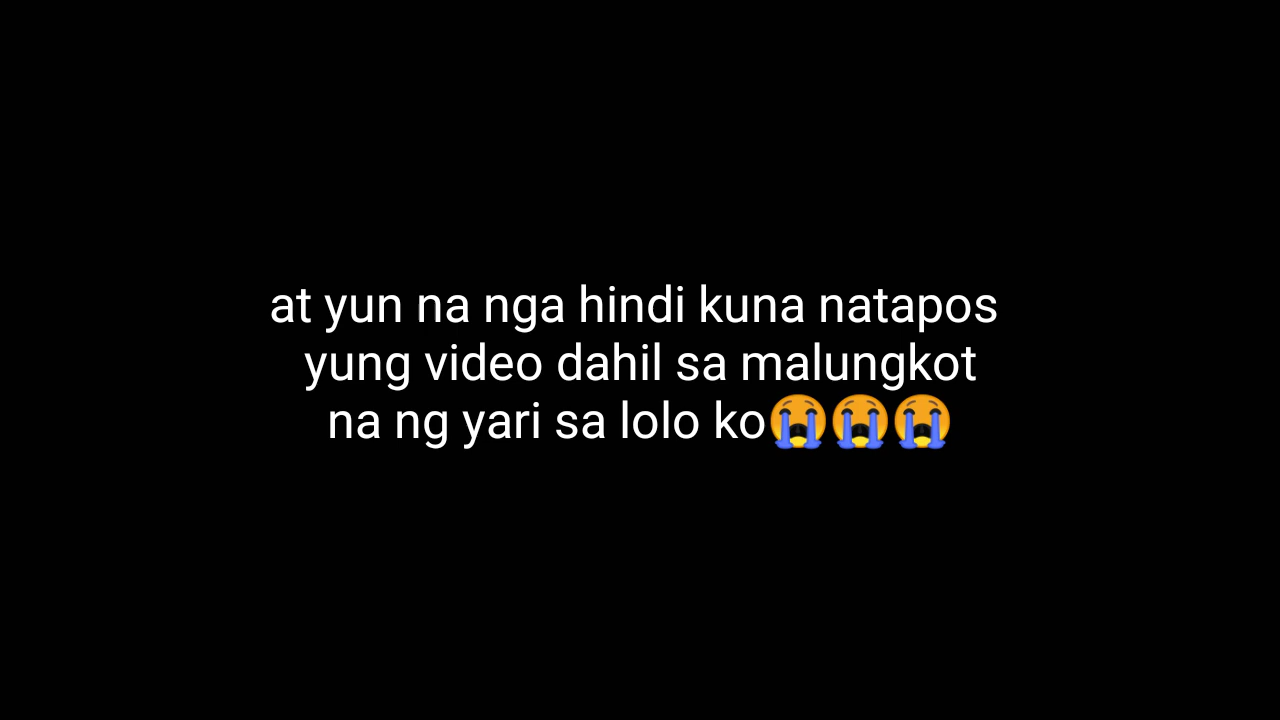 at yun na nga hindi kuna natapos
yung video dahil sa malungkot
na ng yari sa lolo ko😭😭😭